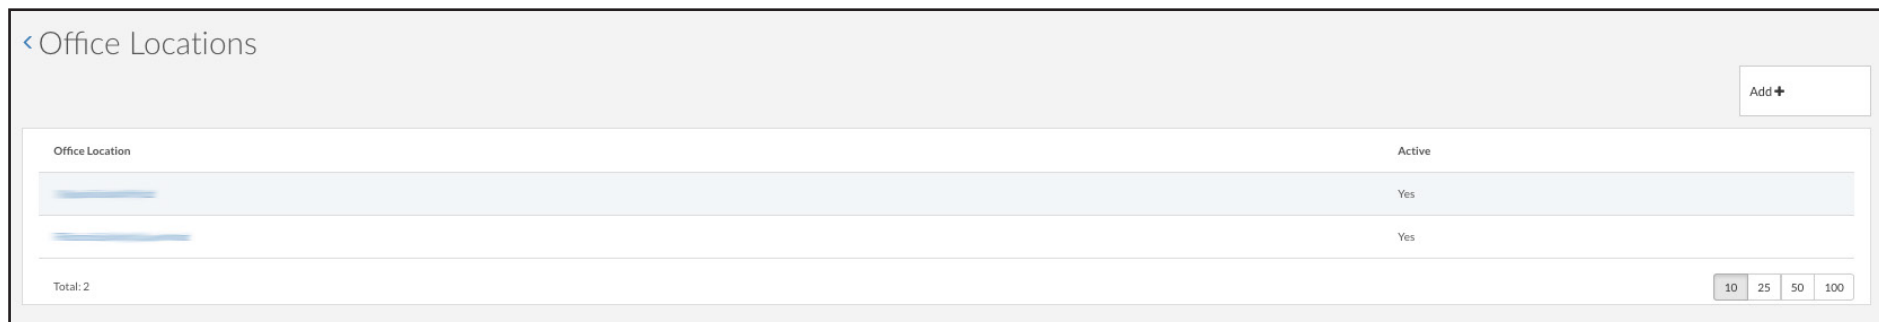 Office Locations
Add
Office Location Active
Yes
Yes
Total: 2 10 25 50 100